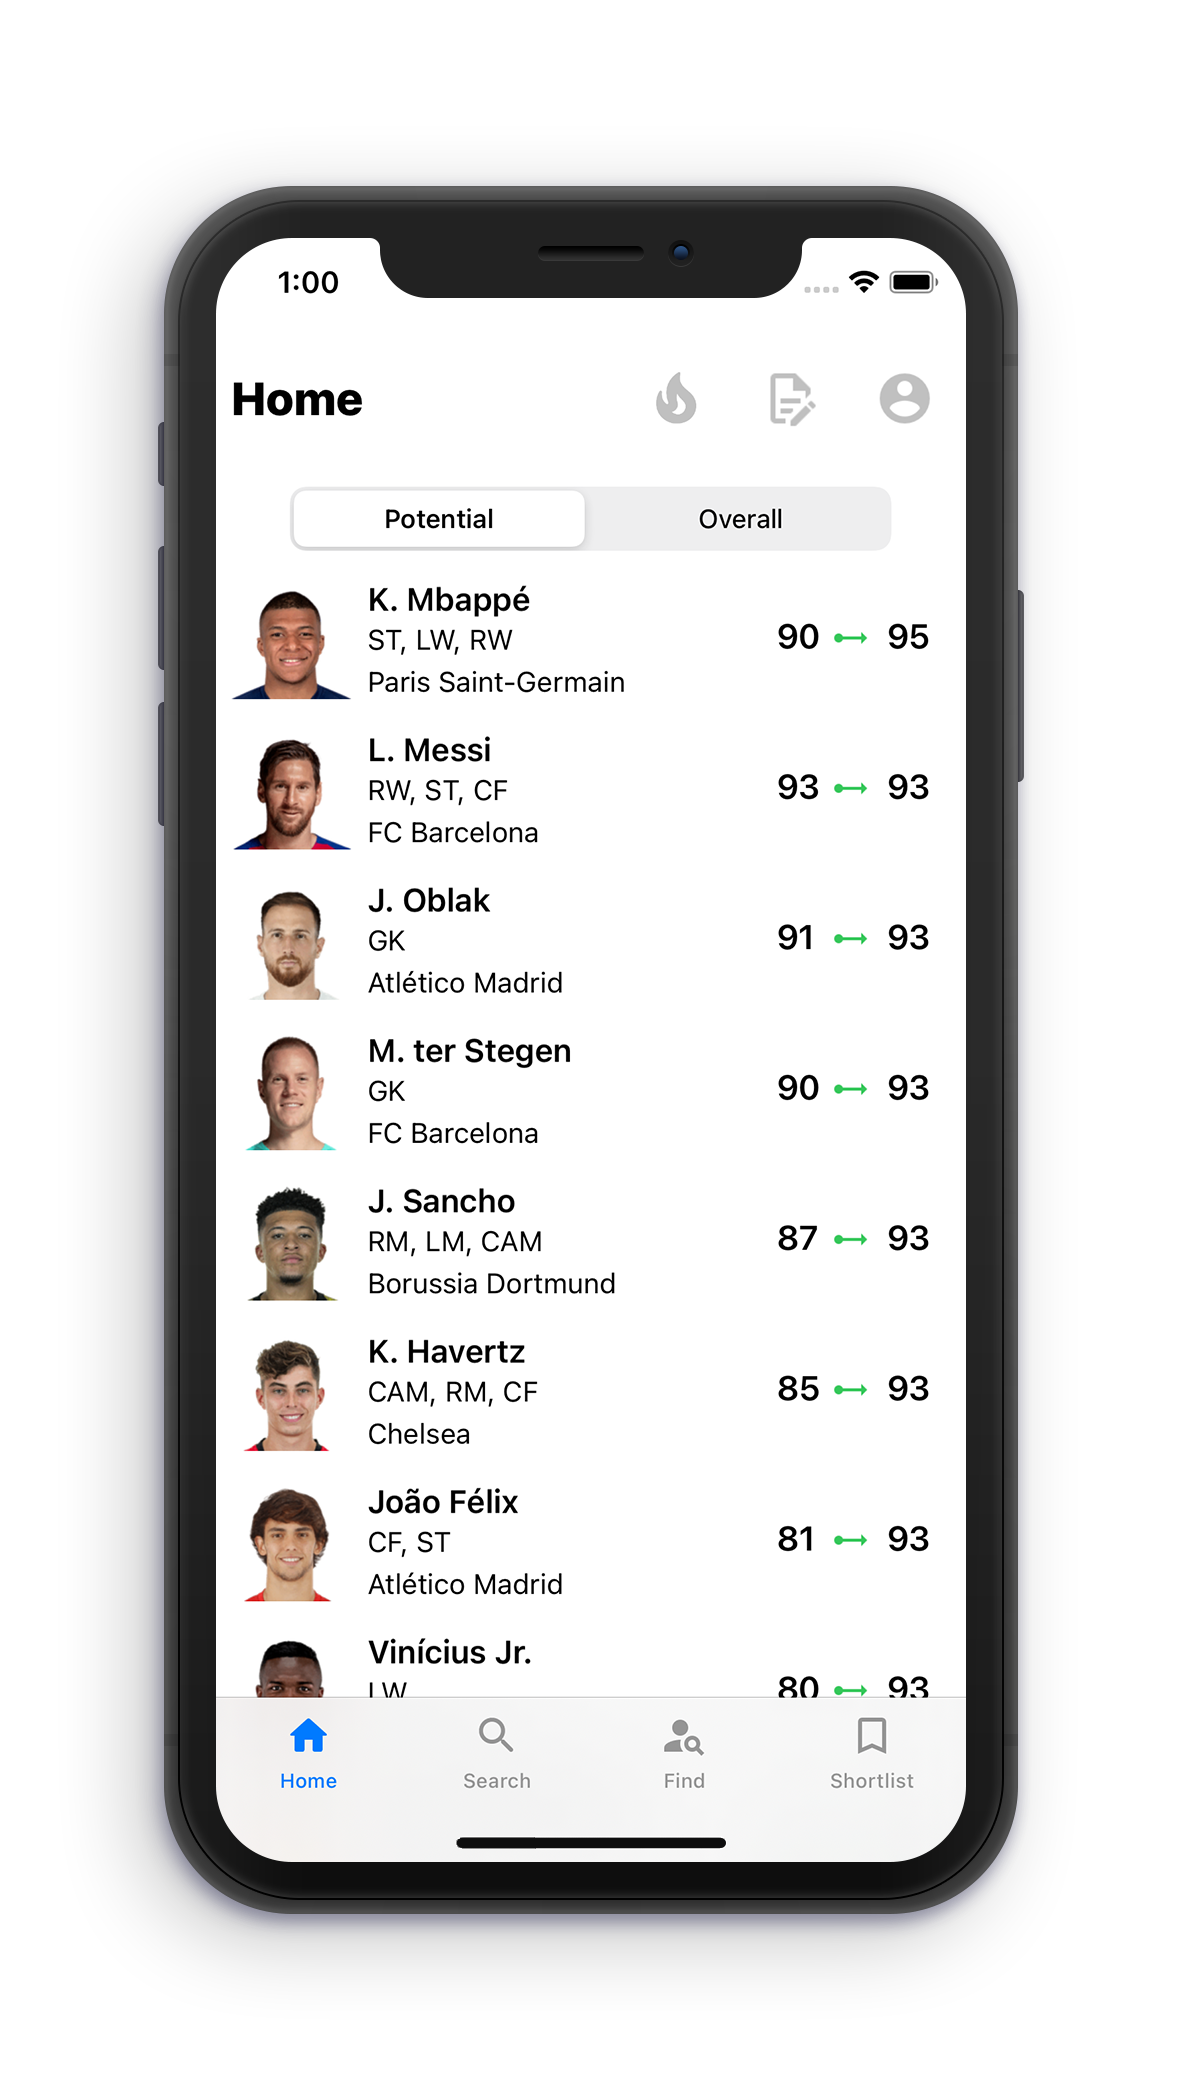 1:00
Home
Potential
Overall
K. Mbappé
ST, LW, RW
Paris Saint-Germain
90
95
L. Messi
RW, ST, CF
FC Barcelona
93
93
J. Oblak
GK
Atlético Madrid
91
93
M. ter Stegen
GK
FC Barcelona
90
93
J. Sancho
RM, LM, CAM
Borussia Dortmund
87
93
K. Havertz
CAM, RM, CF
Chelsea
85
93
João Félix
CF, ST
Atlético Madrid
81
93
Vinícius Jr.
LW
80
93
Home
Search
Find
Shortlist